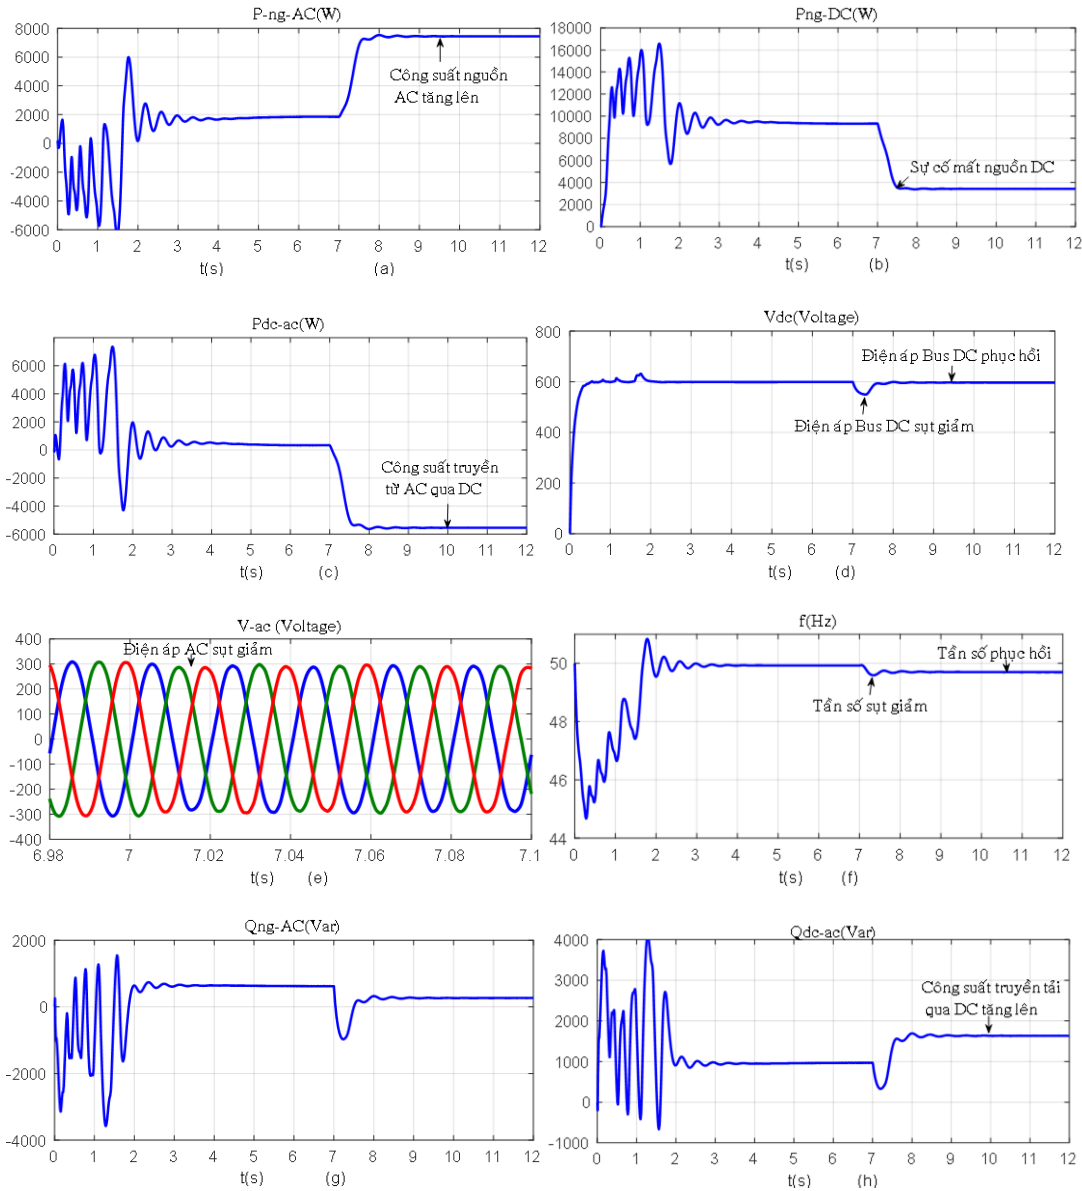 P-ng-AC(W)
8000
6000
4000
2000
0
-2000
-4000
-6000
Công suất nguồn
AC tăng lên
0 1 2 3 4 5 6 7 8 9 10 11 12
t(s) (a)
Png-DC(W)
18000
16000
14000
12000
10000
8000
6000
4000
2000
0
Sự cố mất nguồn DC
0 1 2 3 4 5 6 7 8 9 10 11 12
t(s) (b)
Pdc-ac(W)
6000
4000
2000
0
-2000
-4000
-6000
Công suất truyền
từ AC qua DC
0 1 2 3 4 5 6 7 8 9 10 11 12
t(s) (c)
Vdc(Voltage)
800
600
400
200
0
Điện áp Bus DC phục hồi
Điện áp Bus DC sụt giảm
0 1 2 3 4 5 6 7 8 9 10 11 12
t(s) (d)
V-ac (Voltage)
400
300
200
100
0
-100
-200
-300
-400
Điện áp AC sụt giảm
6.98 7 7.02 7.04 7.06 7.08 7.1
t(s) (e)
f(Hz)
50
48
46
44
Tần số phục hồi
Tần số sụt giảm
0 1 2 3 4 5 6 7 8 9 10 11 12
t(s) (f)
Qng-AC(Var)
2000
0
-2000
-4000
0 1 2 3 4 5 6 7 8 9 10 11 12
t(s) (g)
Qdc-ac(Var)
4000
3000
2000
1000
0
-1000
Công suất truyền tải
qua DC tăng lên
0 1 2 3 4 5 6 7 8 9 10 11 12
t(s) (h)